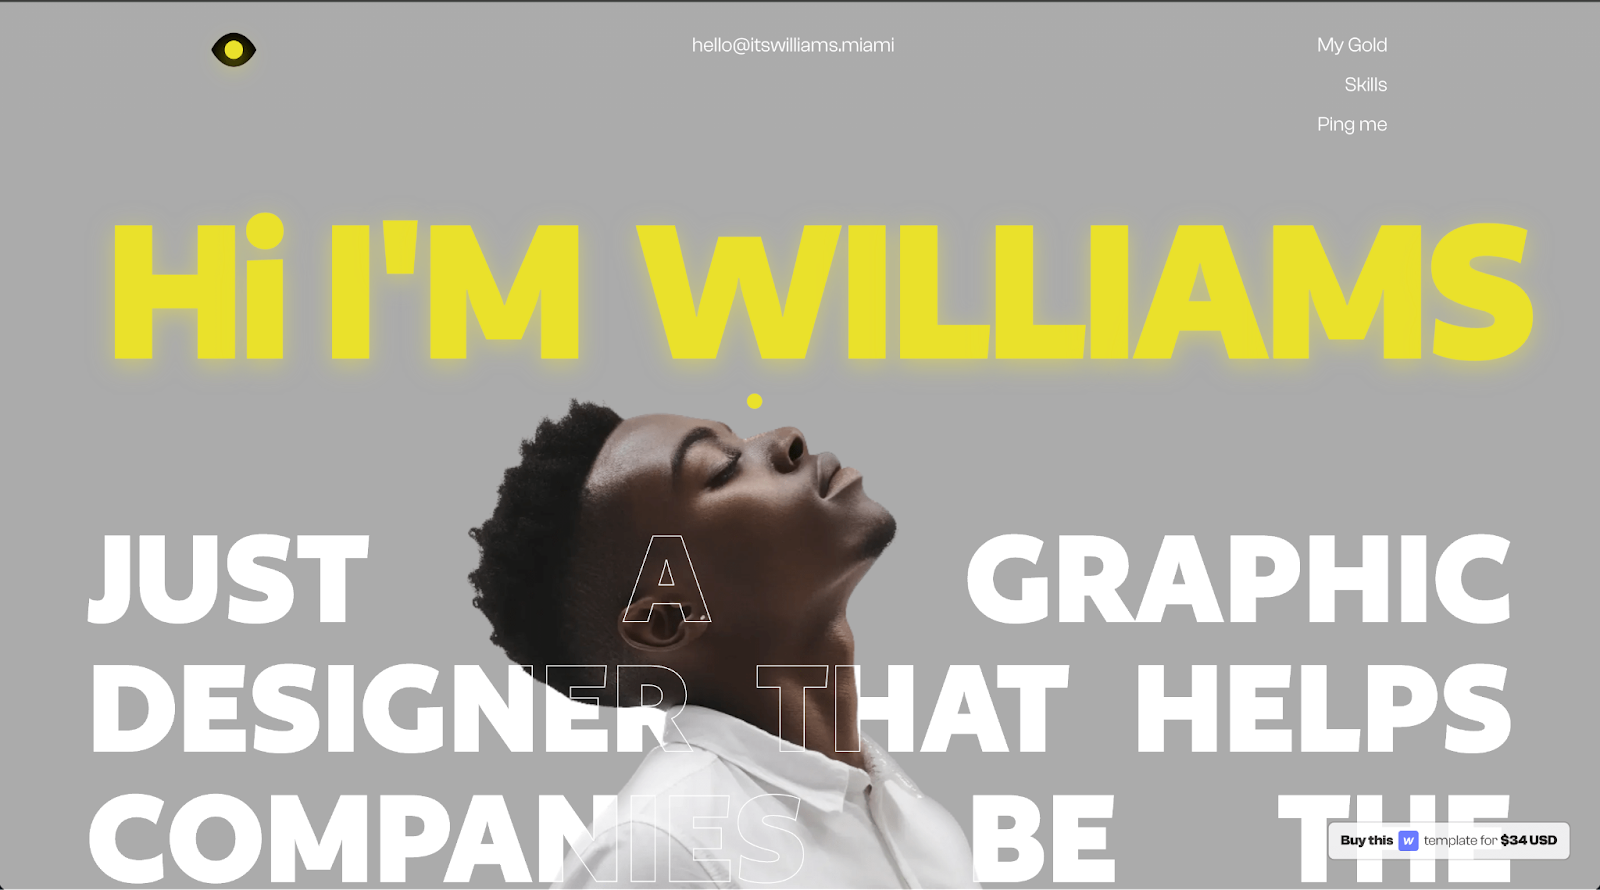 hello@itswilliams.miami
My Gold
Skills
Ping me
Hi I'M WILLIAMS
JUST A GRAPHIC
DESIGNER THAT HELPS
COMPANIES BE THE
Buy this W template for $34 USD